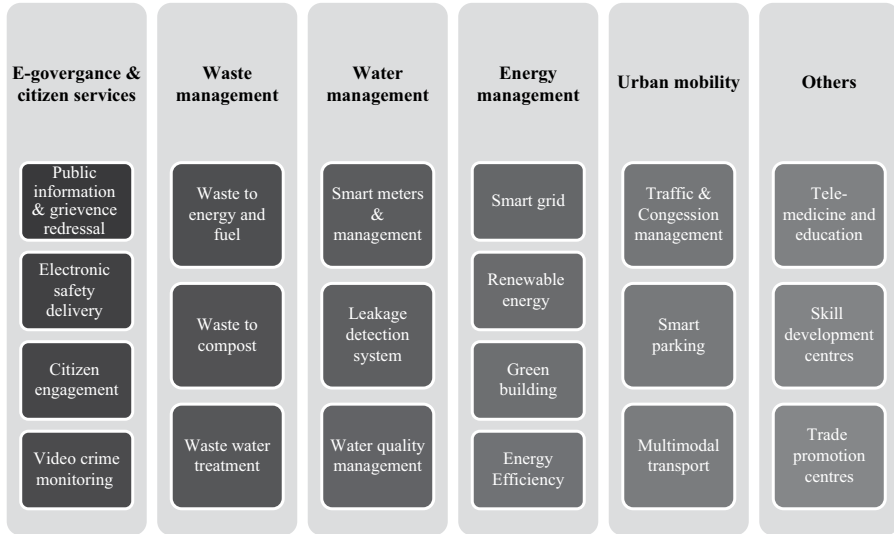 E-govergance &
citizen services
Public
information
& grievence
redressal
Electronic
safety
delivery
Citizen
engagement
Video crime
monitoring
Waste
management
Waste to
energy and
fuel
Waste to
compost
Waste water
treatment
Water
management
Smart meters
&
management
Leakage
detection
system
Water quality
management
Energy
management
Smart grid
Renewable
energy
Green
building
Energy
Efficiency
Urban mobility
Traffic &
Congession
management
Smart
parking
Multimodal
transport
Others
Tele-
medicine and
education
Skill
development
centres
Trade
promotion
centres